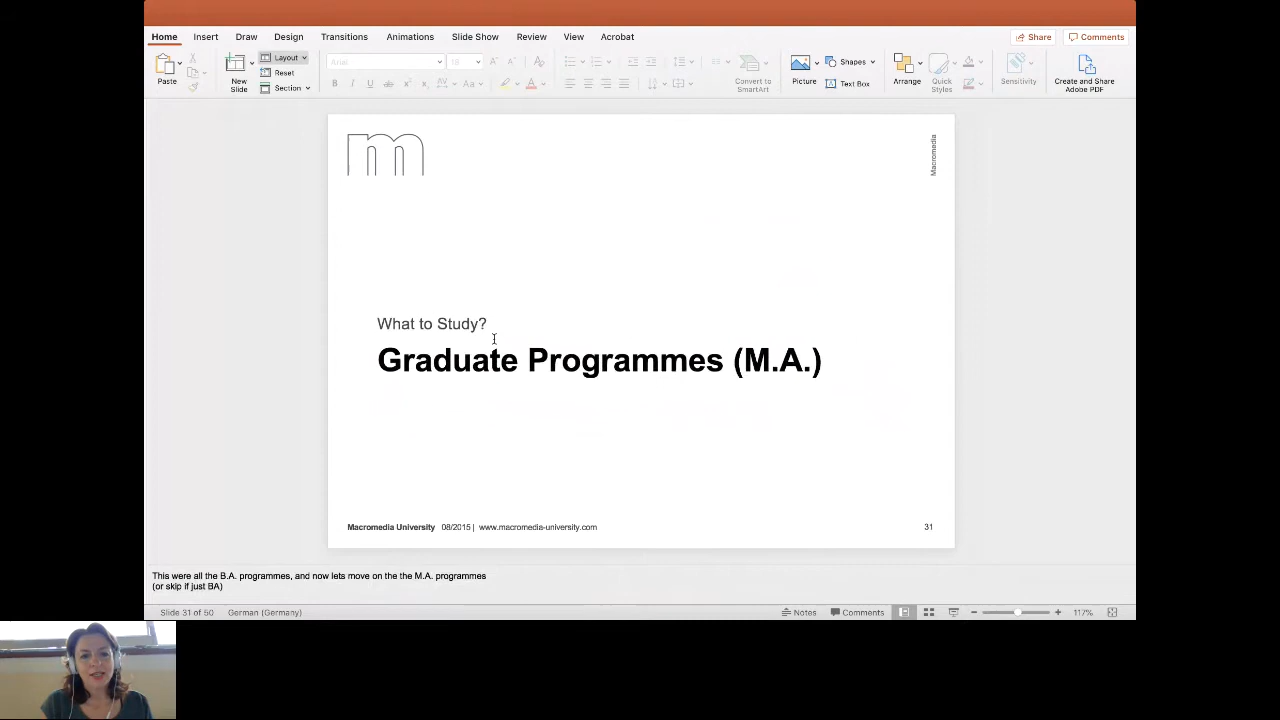 Home Insert Draw Design Transitions Animations Slide Show Review View Acrobat Share Comments
Paste New Slide Layout Reset Section Arial 18 Convert to SmartArt Picture Shapes Text Box Arrange Quick Styles Sensitivity Create and Share Adobe PDF
m
Macromedia
What to Study?
Graduate Programmes (M.A.)
Macromedia University 08/2015 | www.macromedia-university.com 31
This were all the B.A. programmes, and now lets move on the the M.A. programmes
(or skip if just BA)
Slide 31 of 50 German (Germany) Notes Comments 117%